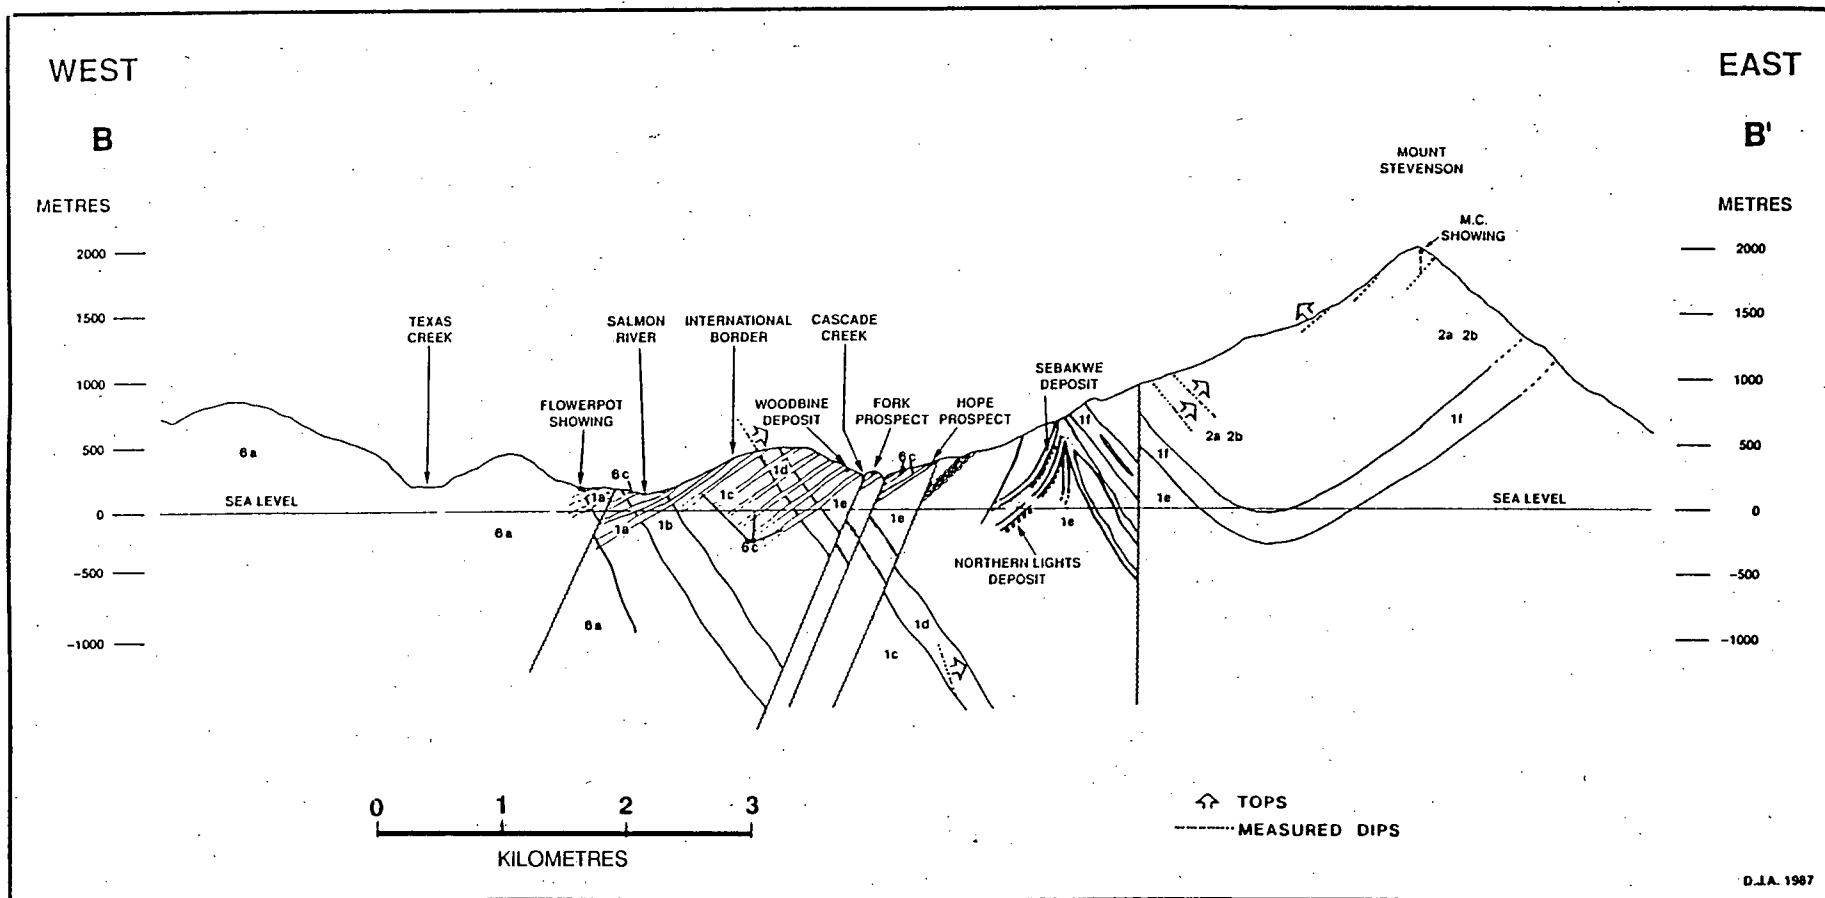 WEST
EAST
B
B'
MOUNT
STEVENSON
METRES
METRES
M.C.
SHOWING
2000
2000
1500
1500
1000
1000
500
500
0
0
-500
-500
-1000
-1000
TEXAS
CREEK
SALMON
RIVER
INTERNATIONAL
BORDER
CASCADE
CREEK
SEBAKWE
DEPOSIT
FLOWERPOT
SHOWING
WOODBINE
DEPOSIT
FORK
PROSPECT
HOPE
PROSPECT
2a 2b
1f
1f
2a 2b
1f
6a
6c
6c
1d
1a
1c
1e
1e
1e
1e
SEA LEVEL
SEA LEVEL
6a
1a
1b
6c
NORTHERN LIGHTS
DEPOSIT
6a
1d
1c
0 1 2 3
KILOMETRES
TOPS
MEASURED DIPS
D.J.A. 1987